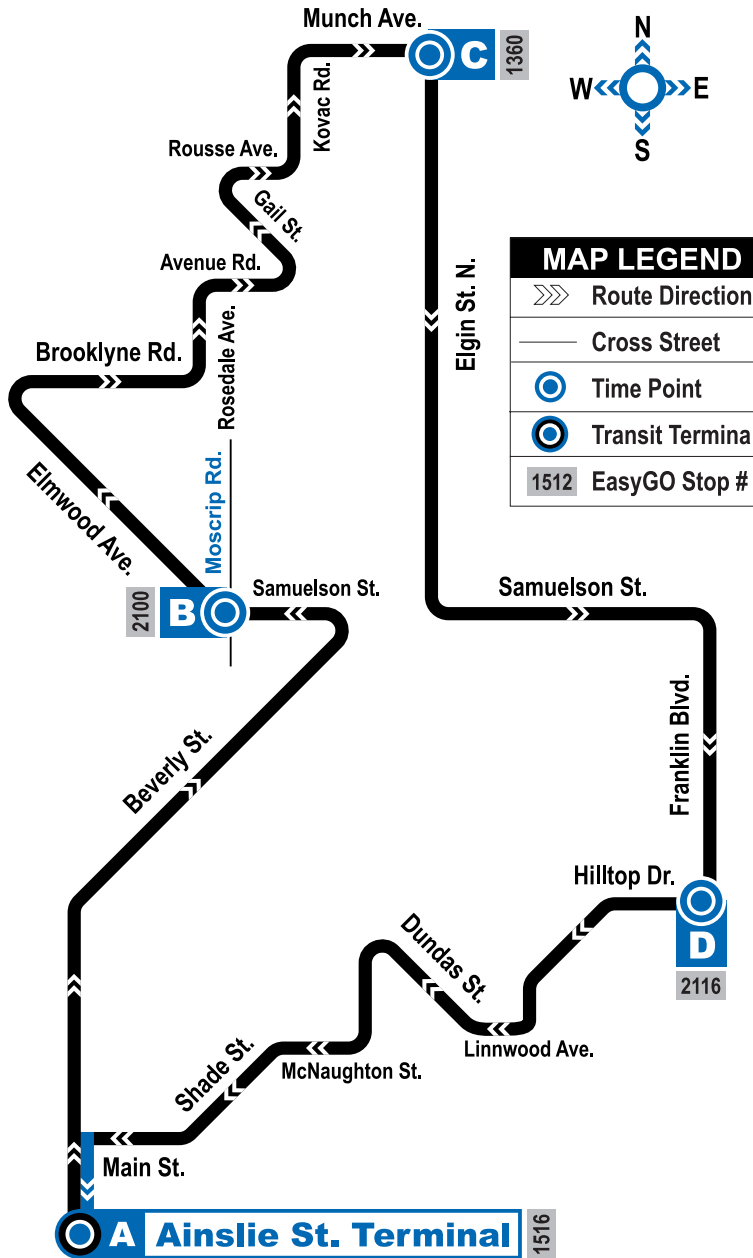 Munch Ave.
C
1360
N
W
E
S
Kovac Rd.
Rousse Ave.
Gail St.
Avenue Rd.
Rosedale Ave.
Elgin St. N.
MAP LEGEND
Route Direction
Cross Street
Time Point
Transit Termina
1512 EasyGO Stop #
Brooklyne Rd.
Elmwood Ave.
Moscrip Rd.
2100
B
Samuelson St.
Samuelson St.
Franklin Blvd.
Beverly St.
Hilltop Dr.
D
2116
Dundas St.
Linnwood Ave.
McNaughton St.
Shade St.
Main St.
A Ainslie St. Terminal
1516